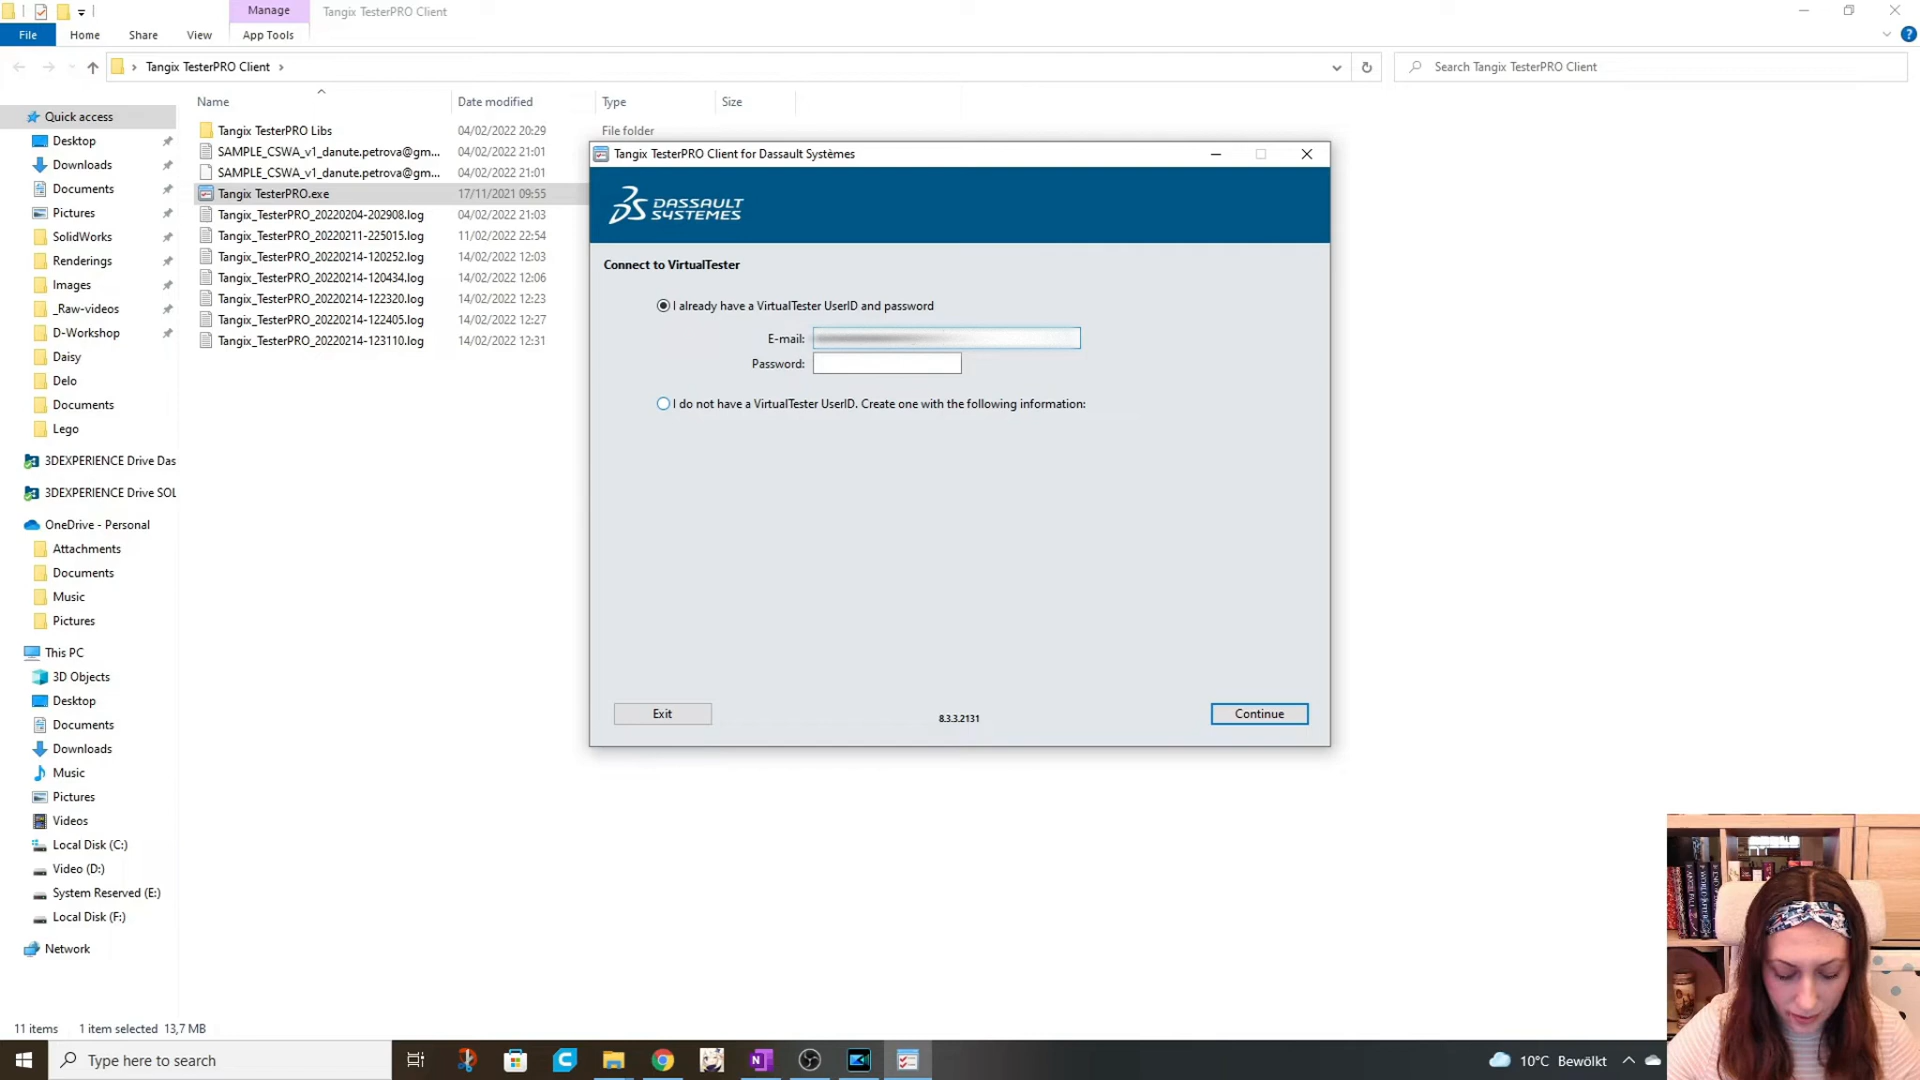 Manage
Tangix TesterPRO Client
File
Home
Share
View
App Tools
Tangix TesterPRO Client
Search Tangix TesterPRO Client
Name
Date modified
Type
Size
Quick access
Desktop
Downloads
Documents
Pictures
SolidWorks
Renderings
Images
_Raw-videos
D-Workshop
Daisy
Delo
Documents
Lego
3DEXPERIENCE Drive Das
3DEXPERIENCE Drive SOL
OneDrive - Personal
Attachments
Documents
Music
Pictures
This PC
3D Objects
Desktop
Documents
Downloads
Music
Pictures
Videos
Local Disk (C:)
Video (D:)
System Reserved (E:)
Local Disk (F:)
Network
Tangix TesterPRO Libs 04/02/2022 20:29 File folder
SAMPLE_CSWA_v1_danute.petrova@gm... 04/02/2022 21:01
SAMPLE_CSWA_v1_danute.petrova@gm... 04/02/2022 21:01
Tangix TesterPRO.exe 17/11/2021 09:55
Tangix_TesterPRO_20220204-202908.log 04/02/2022 21:03
Tangix_TesterPRO_20220211-225015.log 11/02/2022 22:54
Tangix_TesterPRO_20220214-120252.log 14/02/2022 12:03
Tangix_TesterPRO_20220214-120434.log 14/02/2022 12:06
Tangix_TesterPRO_20220214-122320.log 14/02/2022 12:23
Tangix_TesterPRO_20220214-122405.log 14/02/2022 12:27
Tangix_TesterPRO_20220214-123110.log 14/02/2022 12:31
Tangix TesterPRO Client for Dassault Systèmes
DASSAULT
SYSTEMES
Connect to VirtualTester
I already have a VirtualTester UserID and password
E-mail:
Password:
I do not have a VirtualTester UserID. Create one with the following information:
Exit
8.3.3.2131
Continue
11 items 1 item selected 13,7 MB
Type here to search
10°C Bewölkt